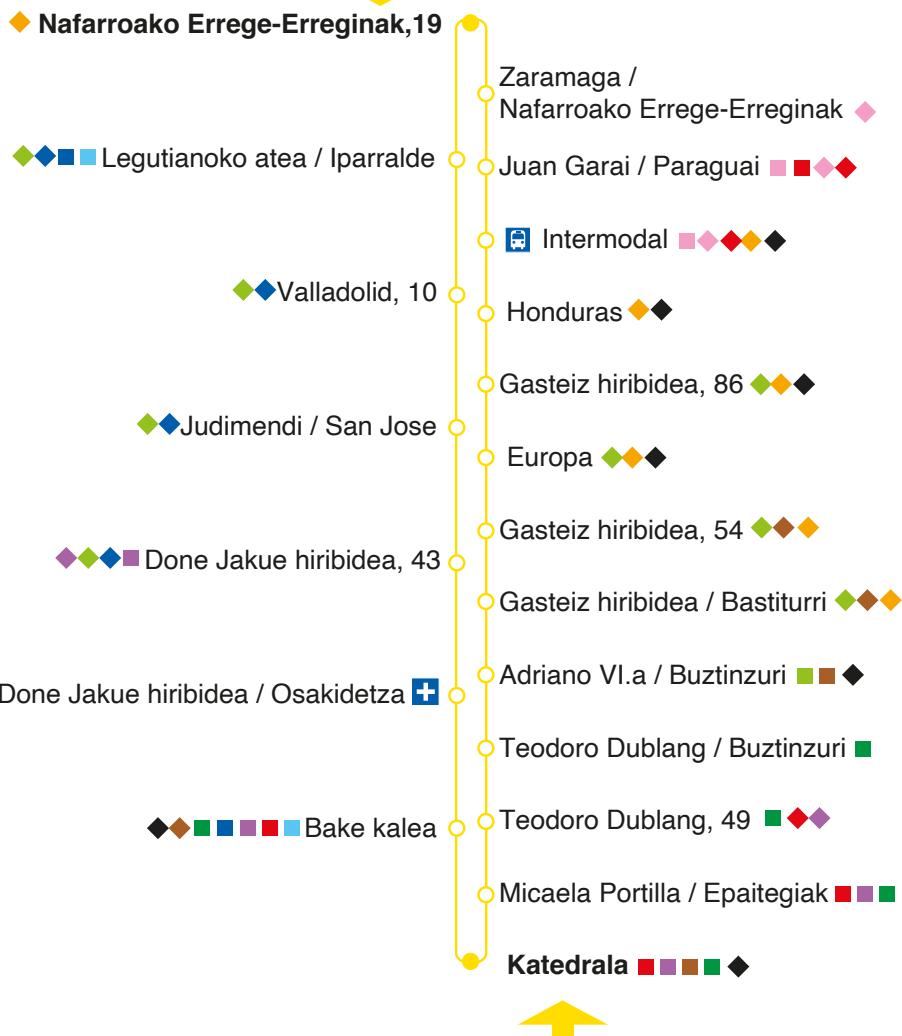 Nafarroako Errege-Erreginak,19
Zaramaga /
Nafarroako Errege-Erreginak
Legutianoko atea / Iparralde
Juan Garai / Paraguai
Intermodal
Valladolid, 10
Honduras
Gasteiz hiribidea, 86
Judimendi / San Jose
Europa
Gasteiz hiribidea, 54
Done Jakue hiribidea, 43
Gasteiz hiribidea / Bastiturri
Adriano VI.a / Buztinzuri
Done Jakue hiribidea / Osakidetza
Teodoro Dublang / Buztinzuri
Teodoro Dublang, 49
Bake kalea
Micaela Portilla / Epaitegiak
Katedrala